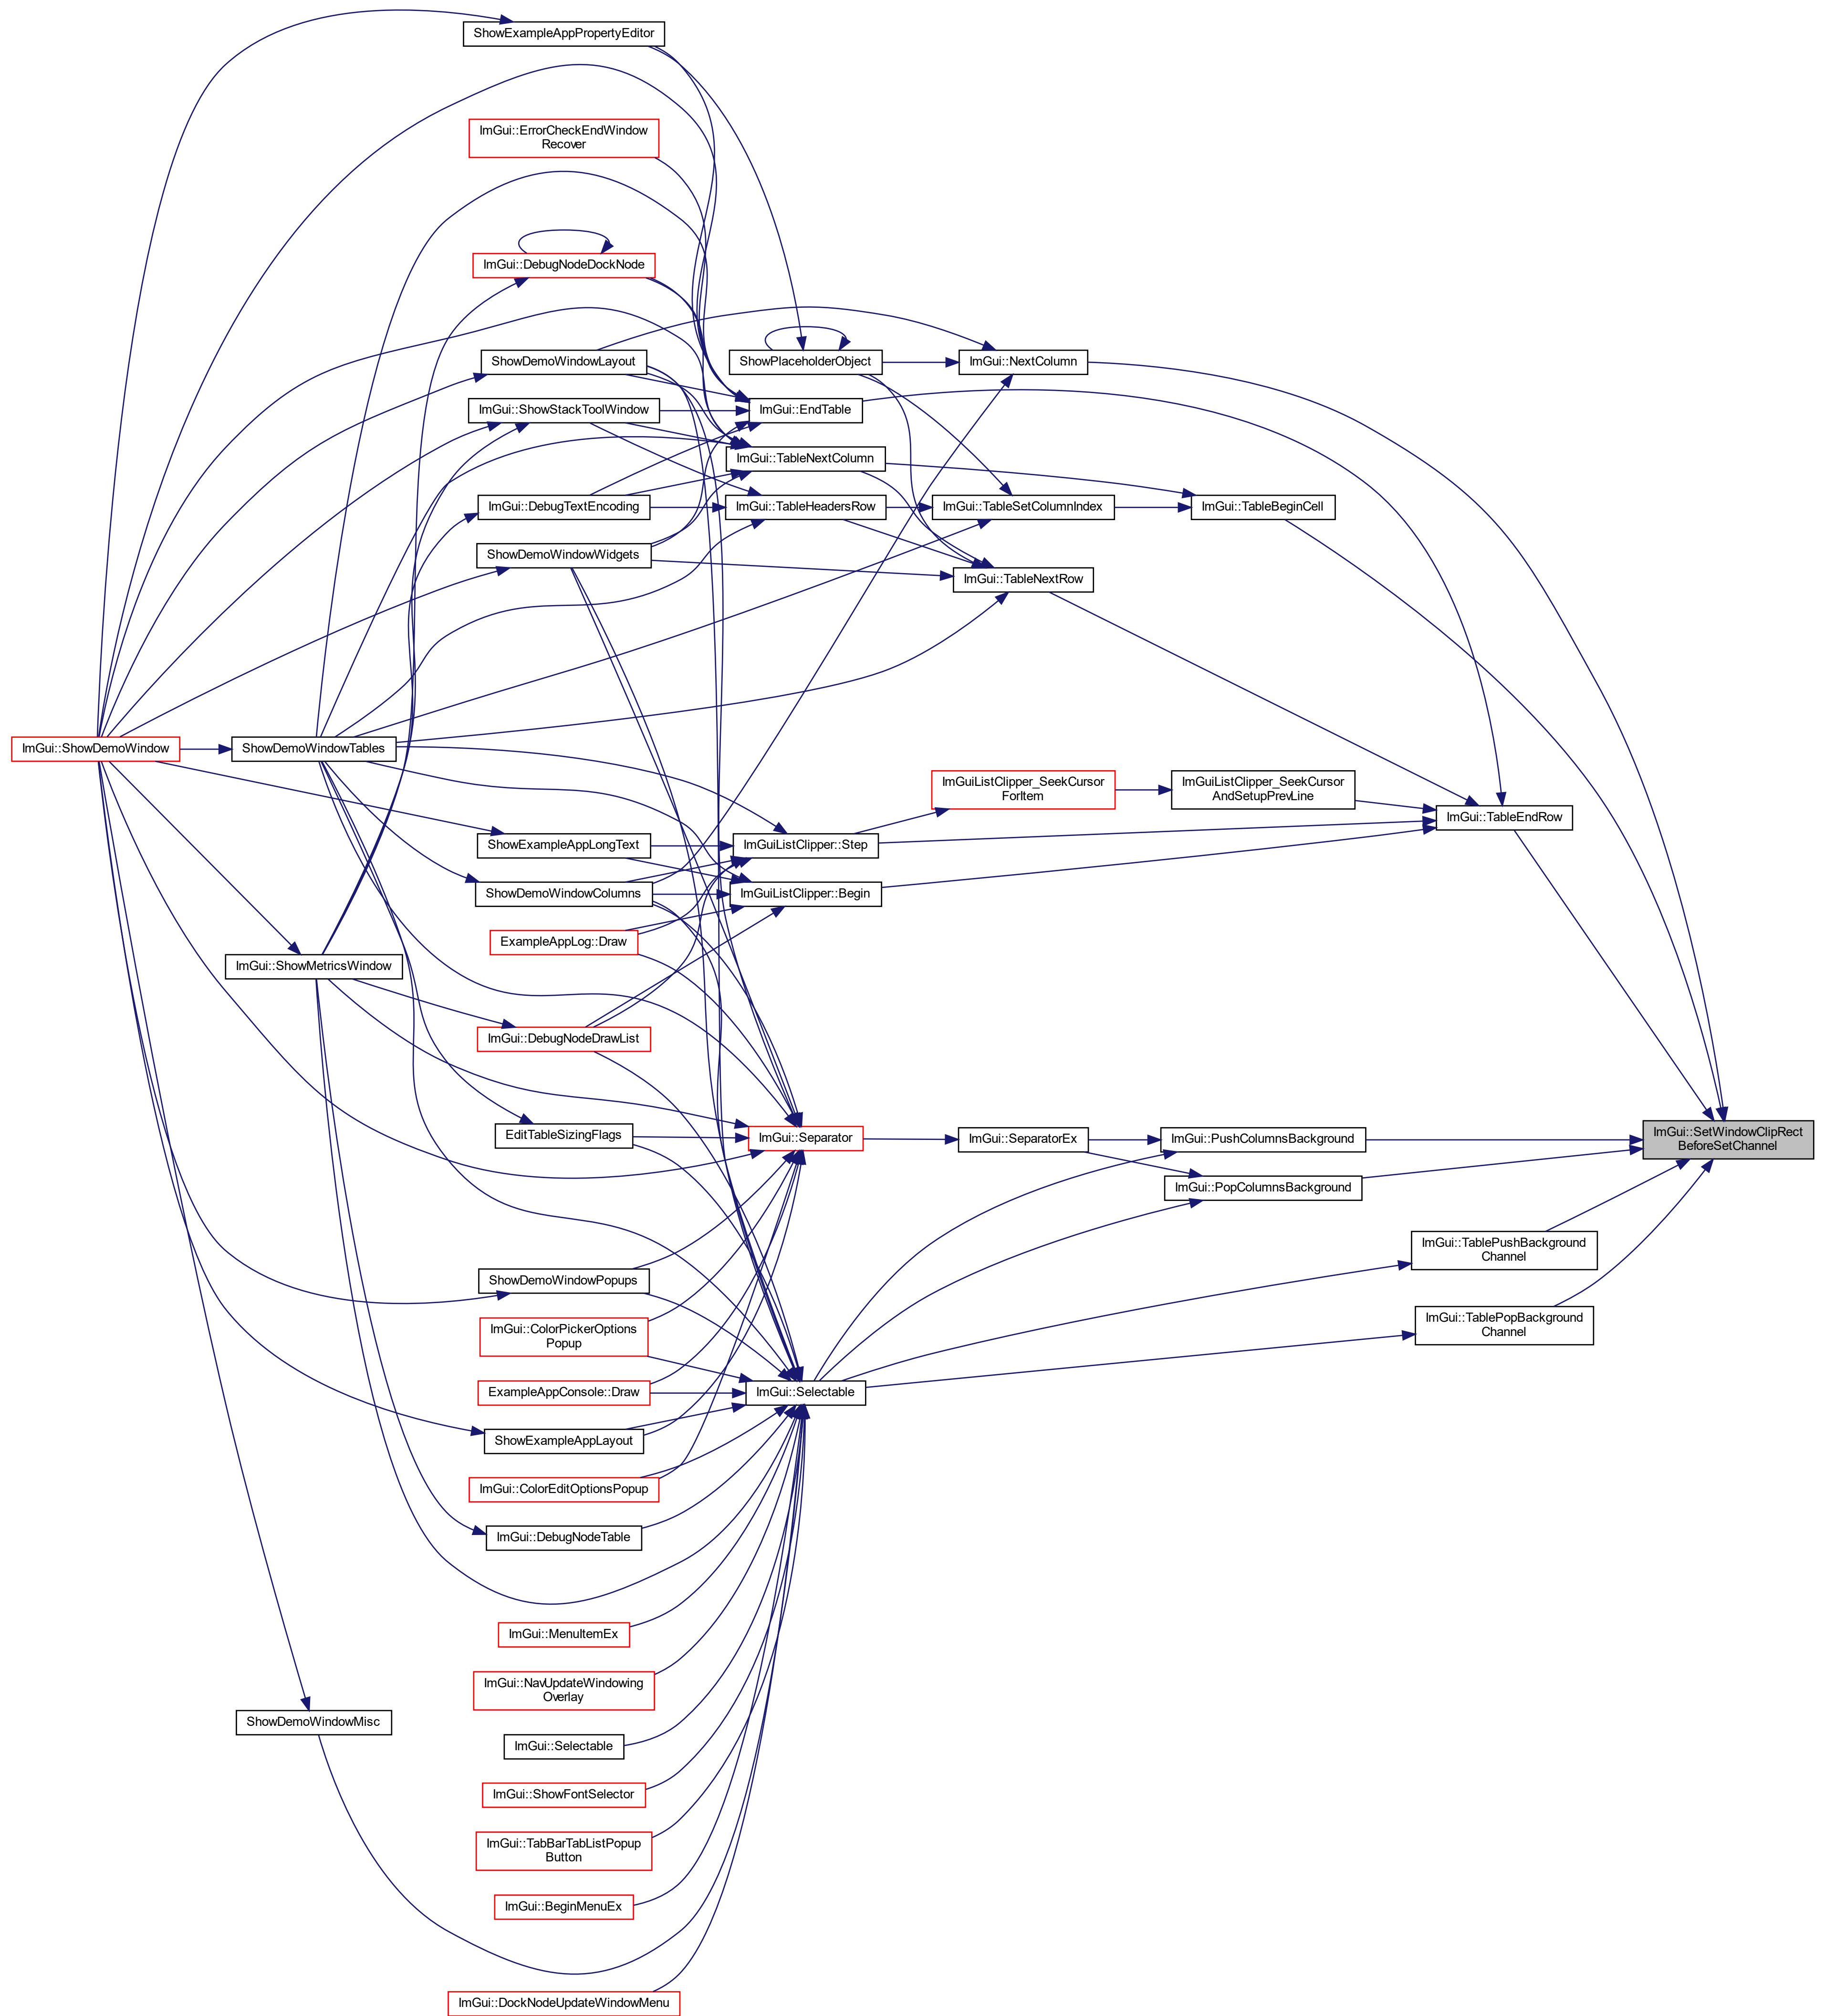 ShowExampleAppPropertyEditor
ImGui::ErrorCheckEndWindow
Recover
ImGui::DebugNodeDockNode
ShowDemoWindowLayout
ShowPlaceholderObject
ImGui::NextColumn
ImGui::ShowStackToolWindow
ImGui::EndTable
ImGui::TableNextColumn
ImGui::DebugTextEncoding
ImGui::TableHeadersRow
ImGui::TableSetColumnIndex
ImGui::TableBeginCell
ShowDemoWindowWidgets
ImGui::TableNextRow
ImGui::ShowDemoWindow
ShowDemoWindowTables
ImGuiListClipper_SeekCursor
ForItem
ImGuiListClipper_SeekCursor
AndSetupPrevLine
ImGui::TableEndRow
ShowExampleAppLongText
ImGuiListClipper::Step
ShowDemoWindowColumns
ImGuiListClipper::Begin
ExampleAppLog::Draw
ImGui::ShowMetricsWindow
ImGui::DebugNodeDrawList
EditTableSizingFlags
ImGui::Separator
ImGui::SeparatorEx
ImGui::PushColumnsBackground
ImGui::SetWindowClipRect
BeforeSetChannel
ImGui::PopColumnsBackground
ImGui::TablePushBackground
Channel
ShowDemoWindowPopups
ImGui::ColorPickerOptions
Popup
ImGui::TablePopBackground
Channel
ExampleAppConsole::Draw
ImGui::Selectable
ShowExampleAppLayout
ImGui::ColorEditOptionsPopup
ImGui::DebugNodeTable
ImGui::MenuItemEx
ImGui::NavUpdateWindowing
Overlay
ShowDemoWindowMisc
ImGui::Selectable
ImGui::ShowFontSelector
ImGui::TabBarTabListPopup
Button
ImGui::BeginMenuEx
ImGui::DockNodeUpdateWindowMenu